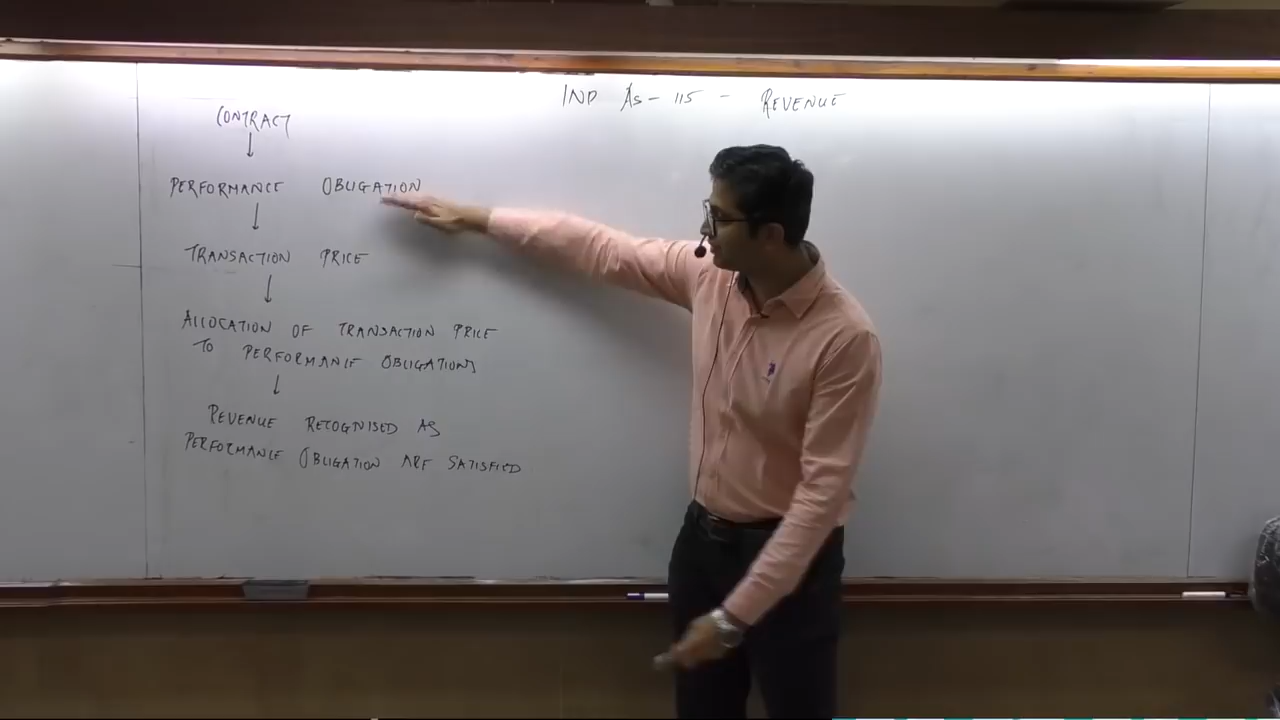 IND AS - 115 - REVENUE
CONTRACT
PERFORMANCE OBLIGATION
TRANSACTION PRICE
ALLOCATION OF TRANSACTION PRICE
TO PERFORMANCE OBLIGATIONS
REVENUE RECOGNISED AS
PERFORMANCE OBLIGATION ARE SATISFIED